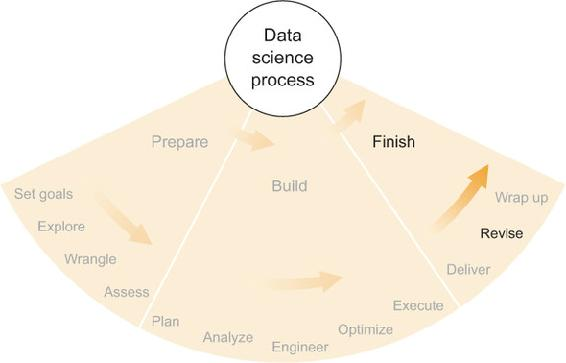 Data
science
process
Prepare
Build
Finish
Set goals
Explore
Wrangle
Assess
Plan
Analyze
Engineer
Optimize
Execute
Deliver
Revise
Wrap up